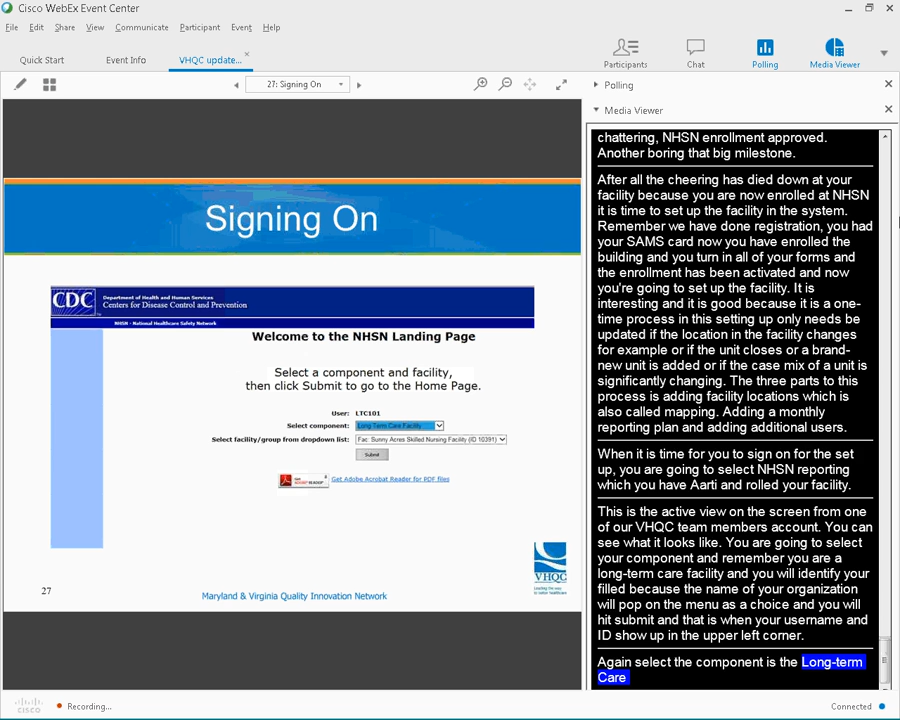 Cisco WebEx Event Center
File Edit Share View Communicate Participant Event Help
Quick Start Event Info VHQC update...
Participants Chat Polling Media Viewer
27: Signing On
Polling
Media Viewer
Signing On
CDC
Department of Health and Human Services
Centers for Disease Control and Prevention
NHSN - National Healthcare Safety Network
Welcome to the NHSN Landing Page
Select a component and facility,
then click Submit to go to the Home Page.
User: LTC101
Select component: Long Term Care Facility
Select facility/group from dropdown list: Fac: Sunny Acres Skilled Nursing Facility (ID 10391)
Submit
Get Adobe Acrobat Reader for PDF files
VHQC
27
Maryland & Virginia Quality Innovation Network
chattering, NHSN enrollment approved.
Another boring that big milestone.
After all the cheering has died down at your
facility because you are now enrolled at NHSN
it is time to set up the facility in the system.
Remember we have done registration, you had
your SAMS card now you have enrolled the
building and you turn in all of your forms and
the enrollment has been activated and now
you're going to set up the facility. It is
interesting and it is good because it is a one-
time process in this setting up only needs be
updated if the location in the facility changes
for example or if the unit closes or a brand-
new unit is added or if the case mix of a unit is
significantly changing. The three parts to this
process is adding facility locations which is
also called mapping. Adding a monthly
reporting plan and adding additional users.
When it is time for you to sign on for the set
up, you are going to select NHSN reporting
which you have Aarti and rolled your facility.
This is the active view on the screen from one
of our VHQC team members account. You can
see what it looks like. You are going to select
your component and remember you are a
long-term care facility and you will identify your
filled because the name of your organization
will pop on the menu as a choice and you will
hit submit and that is when your username and
ID show up in the upper left corner.
Again select the component is the Long-term
Care
cisco
Recording...
Connected